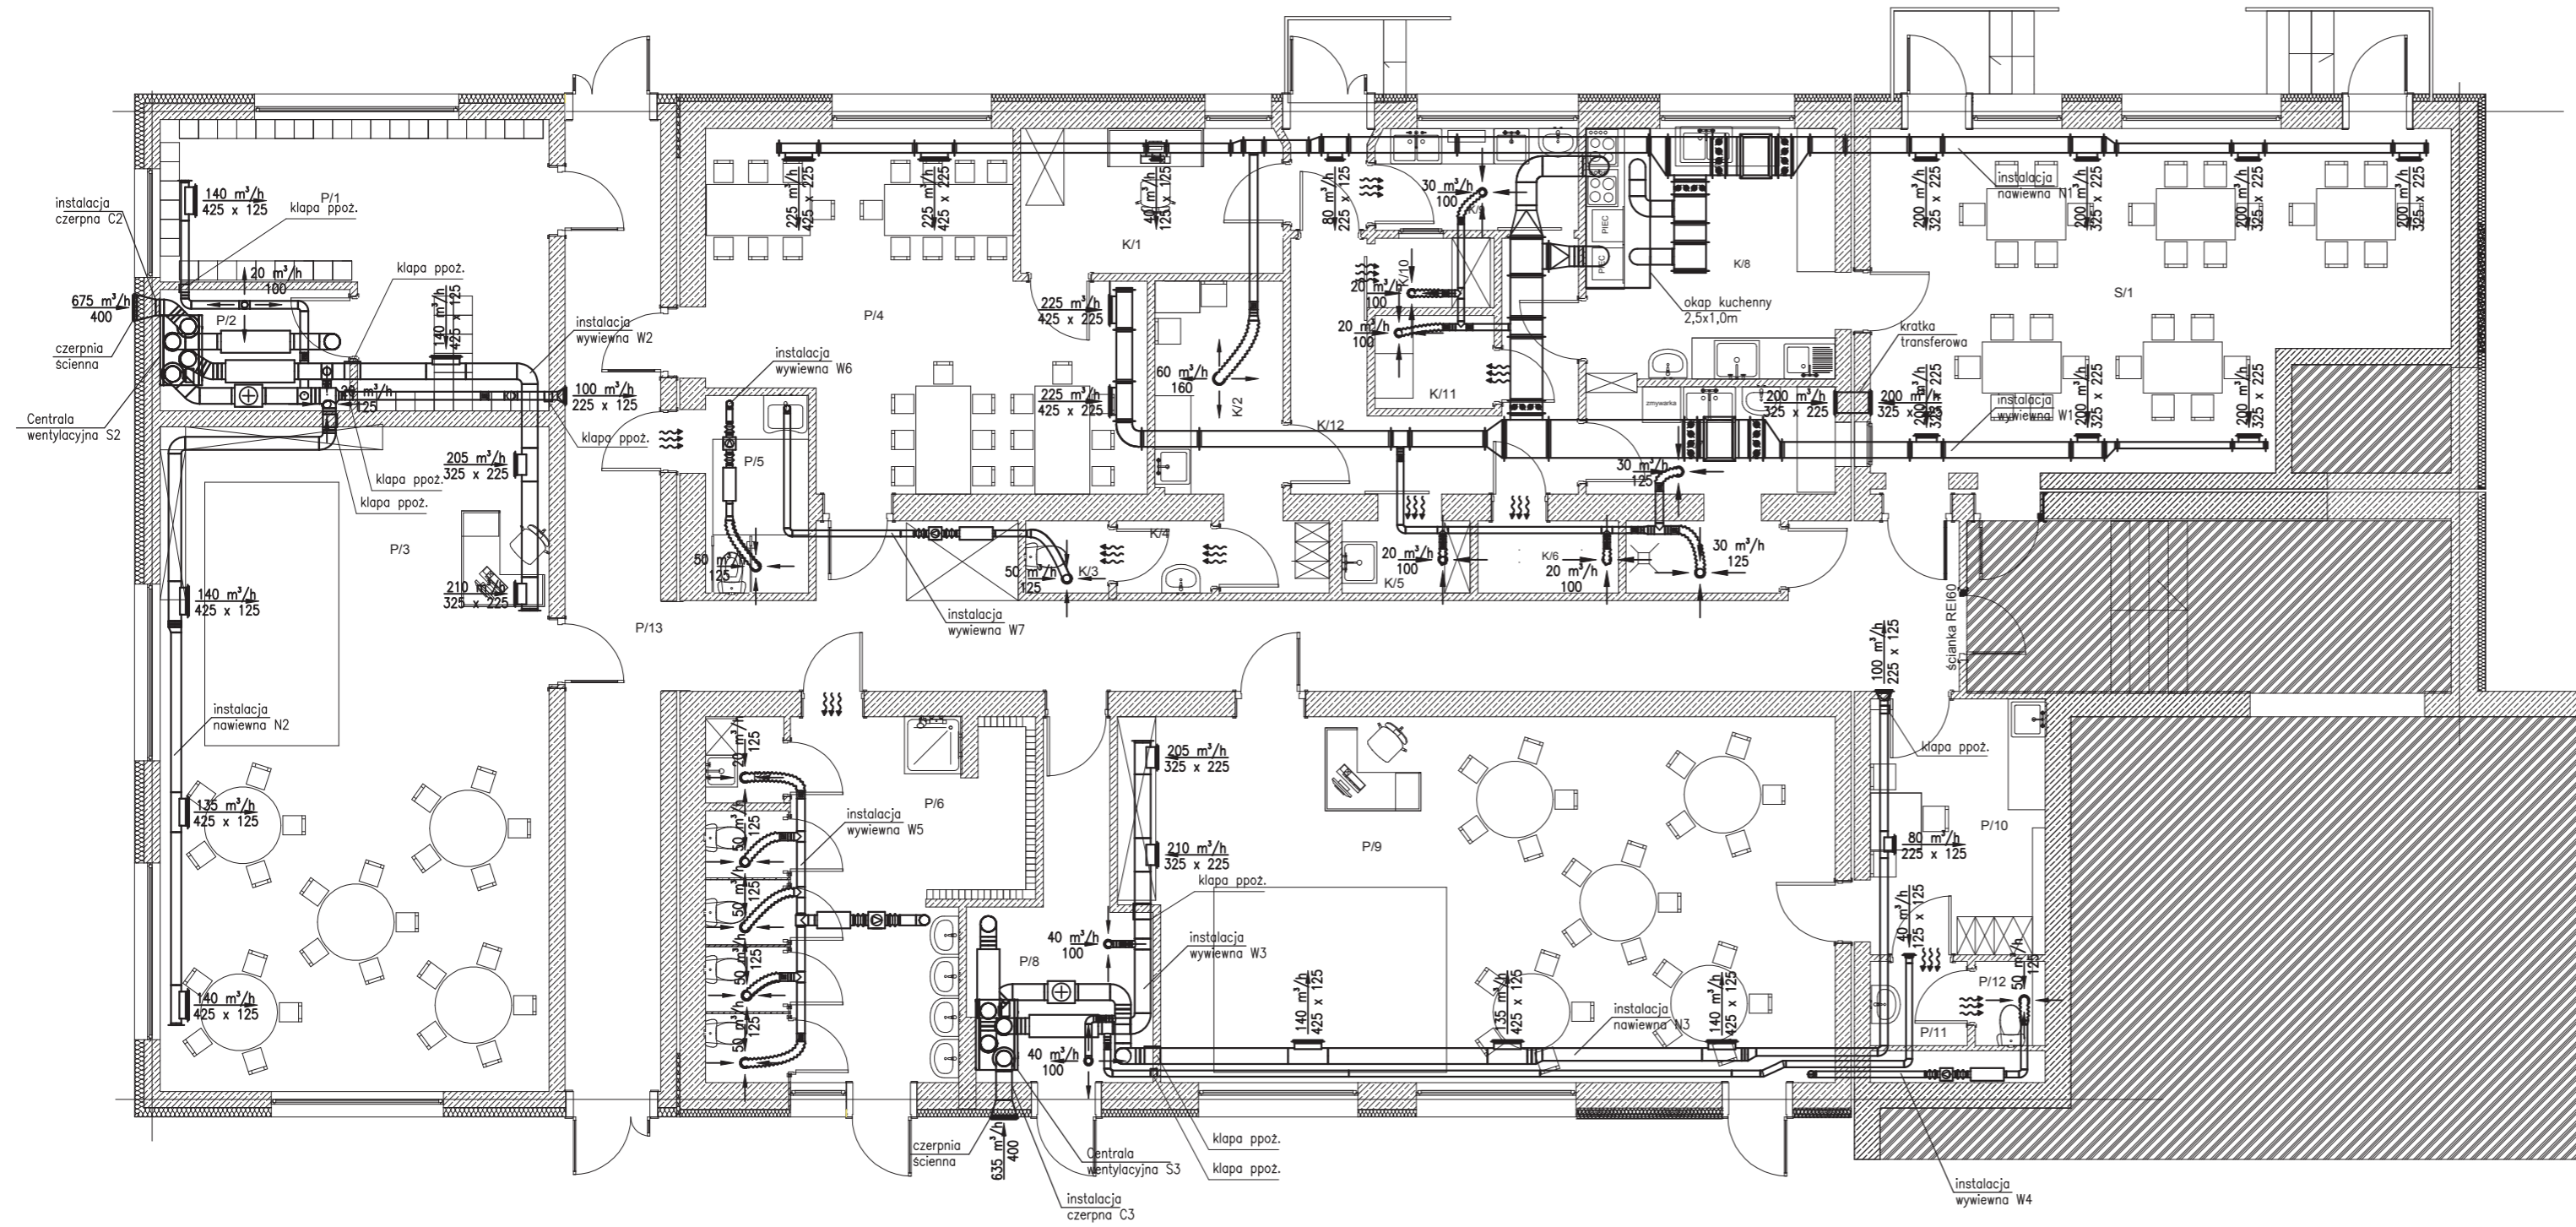 instalacja
czerpna C2
140 m³/h
425 x 125
P/1
klapa ppoż.
20 m³/h
100
klapa ppoż.
675 m³/h
400
P/2
140 m³/h
425 x 125
instalacja
wywiewna W2
czerpnia
ścienna
Centrala
wentylacyjna S2
20 m³/h
125
100 m³/h
225 x 125
klapa ppoż.
205 m³/h
325 x 225
klapa ppoż.
klapa ppoż.
P/3
210 m³/h
325 x 225
140 m³/h
425 x 125
instalacja
nawiewna N2
135 m³/h
425 x 125
140 m³/h
425 x 125
P/13
225 m³/h
425 x 225
225 m³/h
425 x 225
P/4
225 m³/h
425 x 225
225 m³/h
425 x 225
instalacja
wywiewna W6
P/5
50 m³/h
125
40 m³/h
125 x 125
K/1
60 m³/h
160
K/2
80 m³/h
225 x 125
30 m³/h
100
K/10
20 m³/h
100
20 m³/h
100
K/11
K/12
PIEC
PIEC
K/8
okap kuchenny
2,5x1,0m
zmywarka
30 m³/h
125
K/4
K/3
50 m³/h
125
instalacja
wywiewna W7
K/5
20 m³/h
100
K/6
20 m³/h
100
30 m³/h
125
instalacja
nawiewna N1
200 m³/h
325 x 225
200 m³/h
325 x 225
200 m³/h
325 x 225
200 m³/h
325 x 225
S/1
kratka
transferowa
200 m³/h
325 x 225
200 m³/h
325 x 225
instalacja
wywiewna W1
200 m³/h
325 x 225
200 m³/h
325 x 225
200 m³/h
325 x 225
ścianka REI60
100 m³/h
225 x 125
klapa ppoż.
P/10
80 m³/h
225 x 125
40 m³/h
125 x 125
P/12
50 m³/h
125
P/11
instalacja
wywiewna W4
20 m³/h
125
50 m³/h
125
50 m³/h
125
50 m³/h
125
50 m³/h
125
P/6
instalacja
wywiewna W5
205 m³/h
325 x 225
210 m³/h
325 x 225
klapa ppoż.
P/9
P/8
40 m³/h
100
instalacja
wywiewna W3
40 m³/h
100
140 m³/h
425 x 125
135 m³/h
425 x 125
140 m³/h
425 x 125
instalacja
nawiewna N3
czerpnia
ścienna
635 m³/h
400
Centrala
wentylacyjna S3
klapa ppoż.
klapa ppoż.
instalacja
czerpna C3